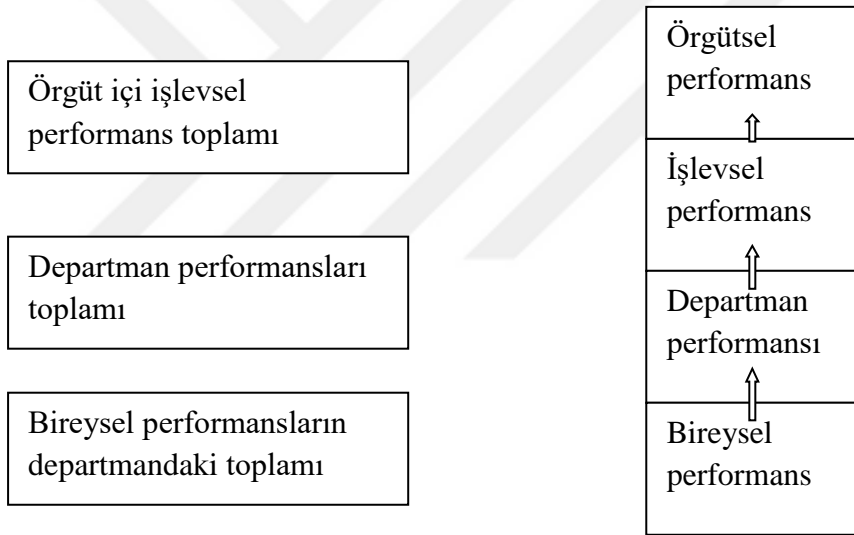 Örgüt içi işlevsel
performans toplamı
Departman performansları
toplamı
Bireysel performansların
departmandaki toplamı
Örgütsel
performans
İşlevsel
performans
Departman
performansı
Bireysel
performans